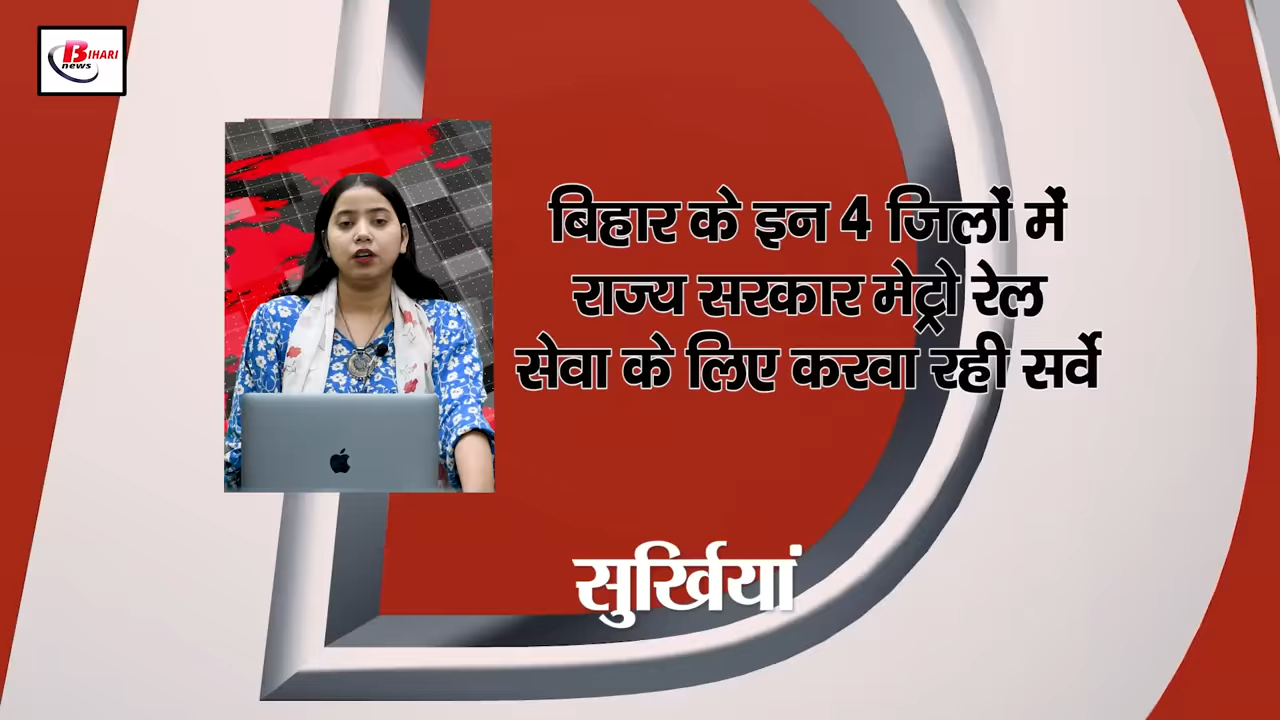 BIHARI
news
बिहार के इन 4 जिलों में
राज्य सरकार मेट्रो रेल
सेवा के लिए करवा रही सर्वे
सुर्खियां